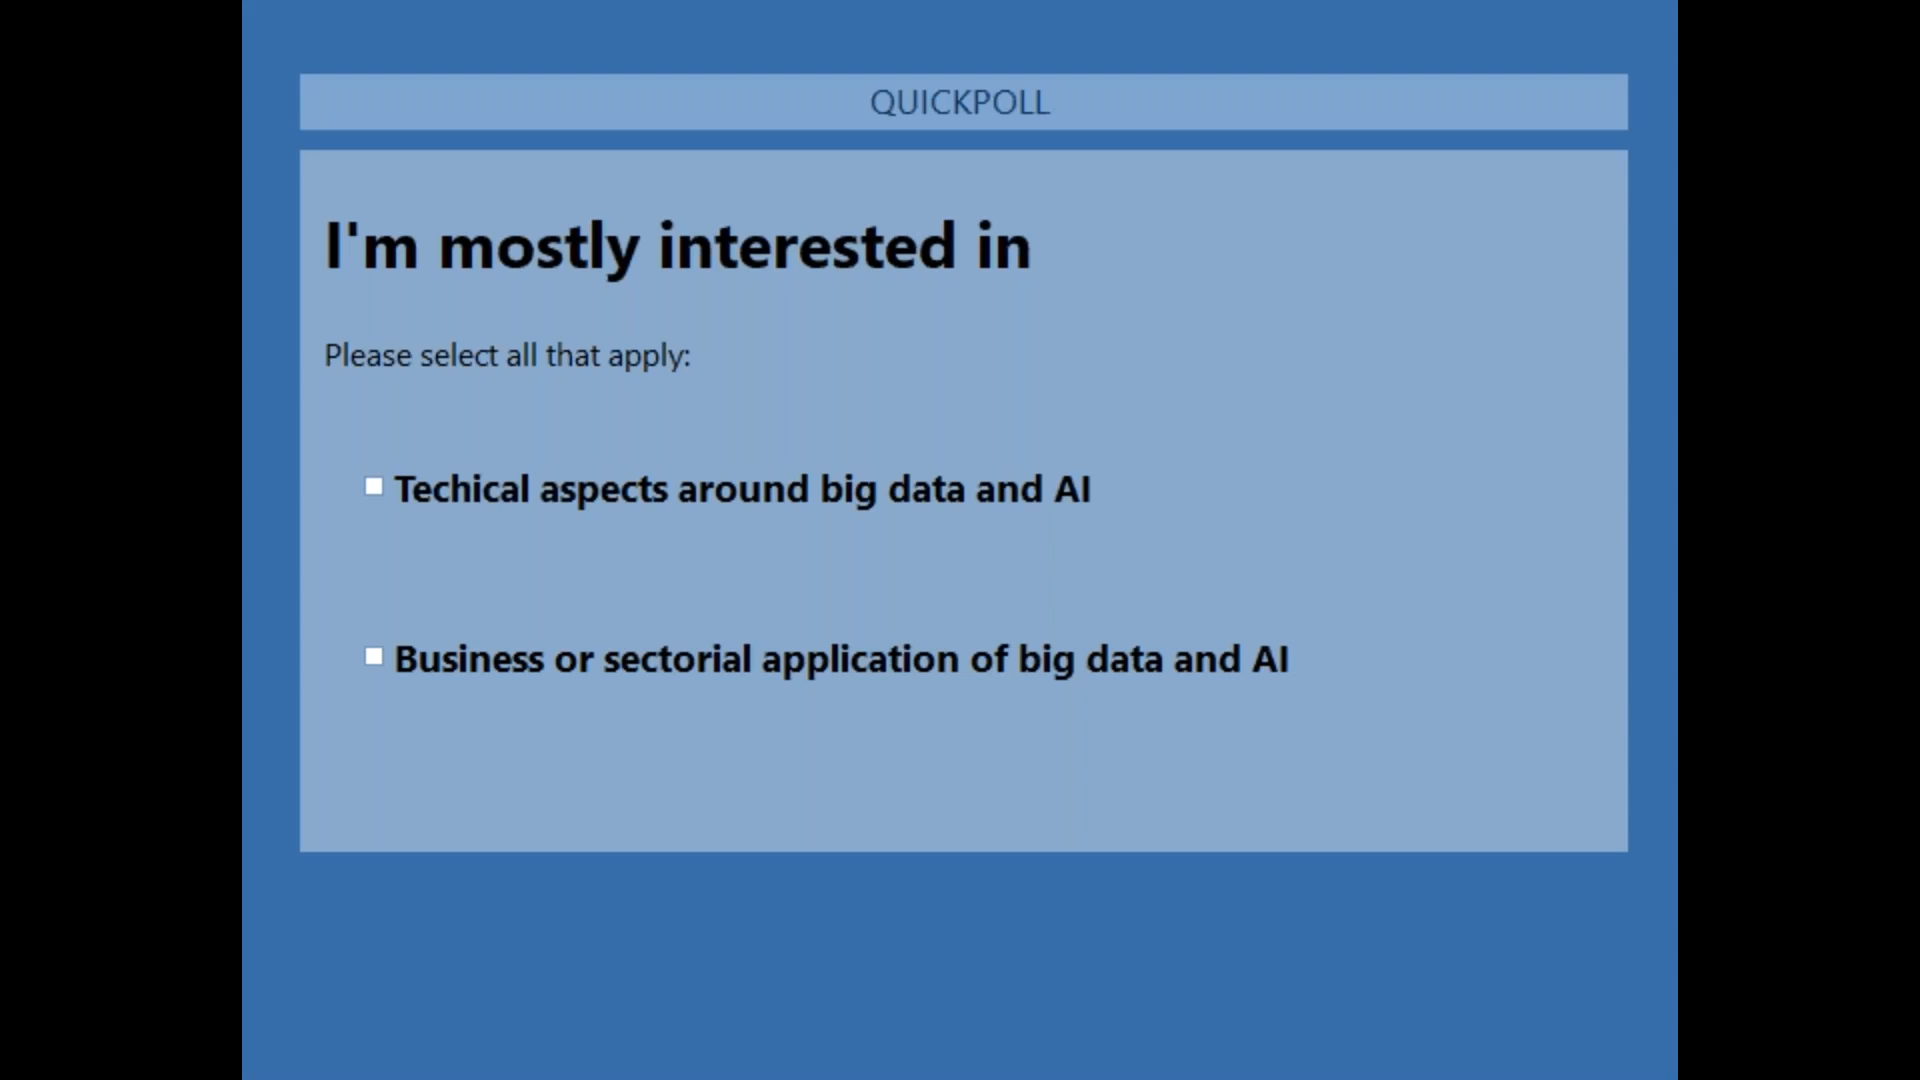 QUICKPOLL
I'm mostly interested in
Please select all that apply:
Techical aspects around big data and AI
Business or sectorial application of big data and AI